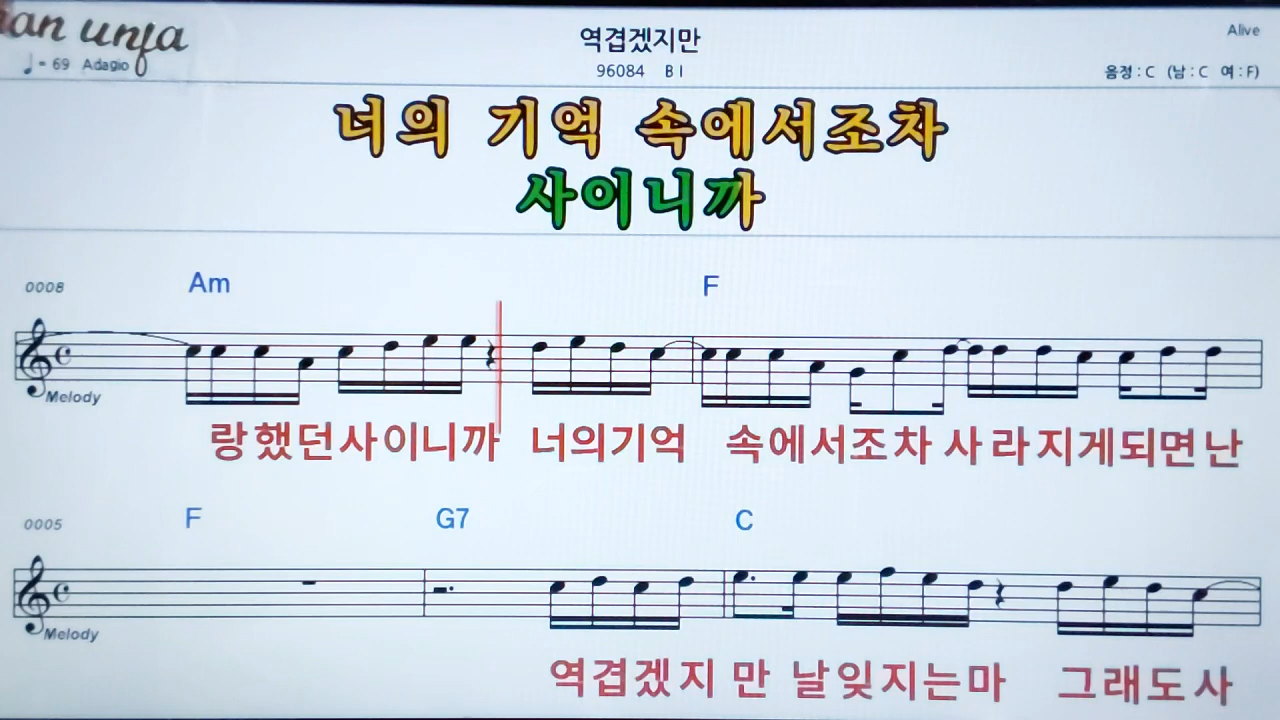 역겹겠지만
Alive
♩= 69 Adagio
96084 B I
음정 : C (남 : C 여 : F)
너의 기억 속에서조차
사이니까
0008
Am F
Melody
랑했던사이니까 너의기억 속에서조차 사라지게되면난
0005
F G7 C
Melody
역겹겠지 만 날잊지는마 그래도사